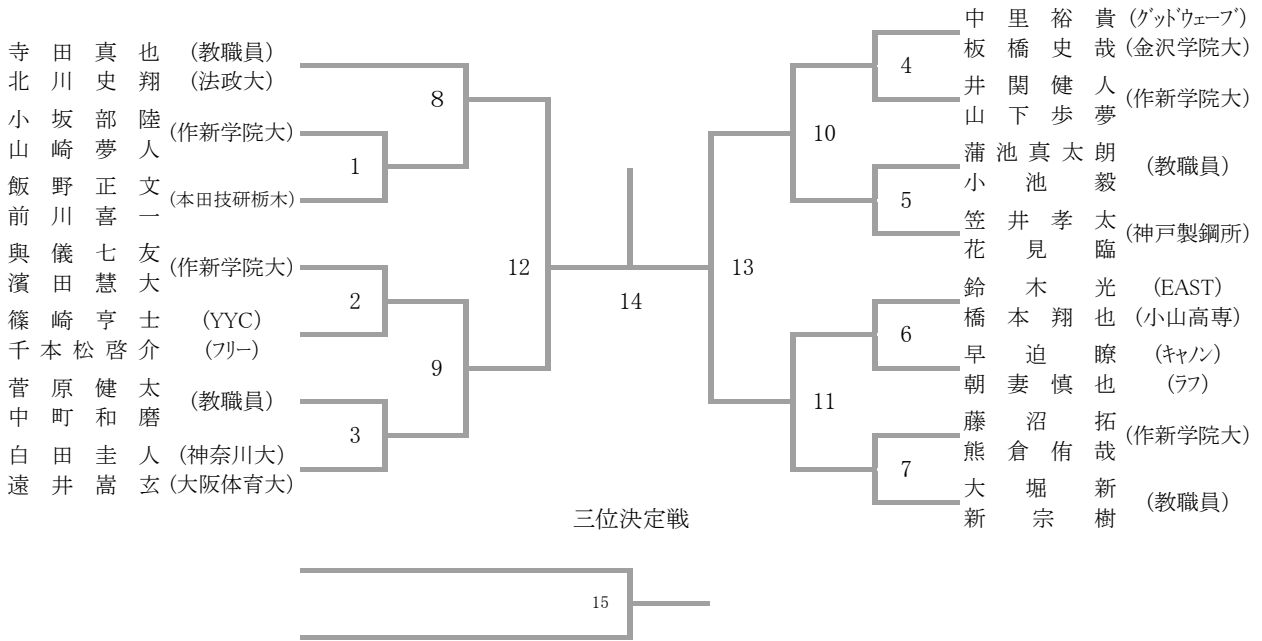 寺田真也 (教職員)
北川史翔 (法政大)
8
小坂部陸 (作新学院大)
山崎夢人
1
飯野正文 (本田技研栃木)
前川喜一
與儀七友 (作新学院大)
濱田慧大
2
12
篠崎亨士 (YYC)
千本松啓介 (フリー)
9
菅原健太 (教職員)
中町和磨
3
白田圭人 (神奈川大)
遠井嵩玄 (大阪体育大)
14
中里裕貴 (グッドウェーブ)
板橋史哉 (金沢学院大)
4
井関健人 (作新学院大)
山下歩夢
10
蒲池真太朗 (教職員)
小池毅
5
笠井孝太 (神戸製鋼所)
花見臨
13
鈴木光 (EAST)
橋本翔也 (小山高専)
6
早迫瞭 (キャノン)
朝妻慎也 (ラフ)
11
藤沼拓 (作新学院大)
熊倉侑哉
7
大堀新 (教職員)
新宗樹
三位決定戦
15